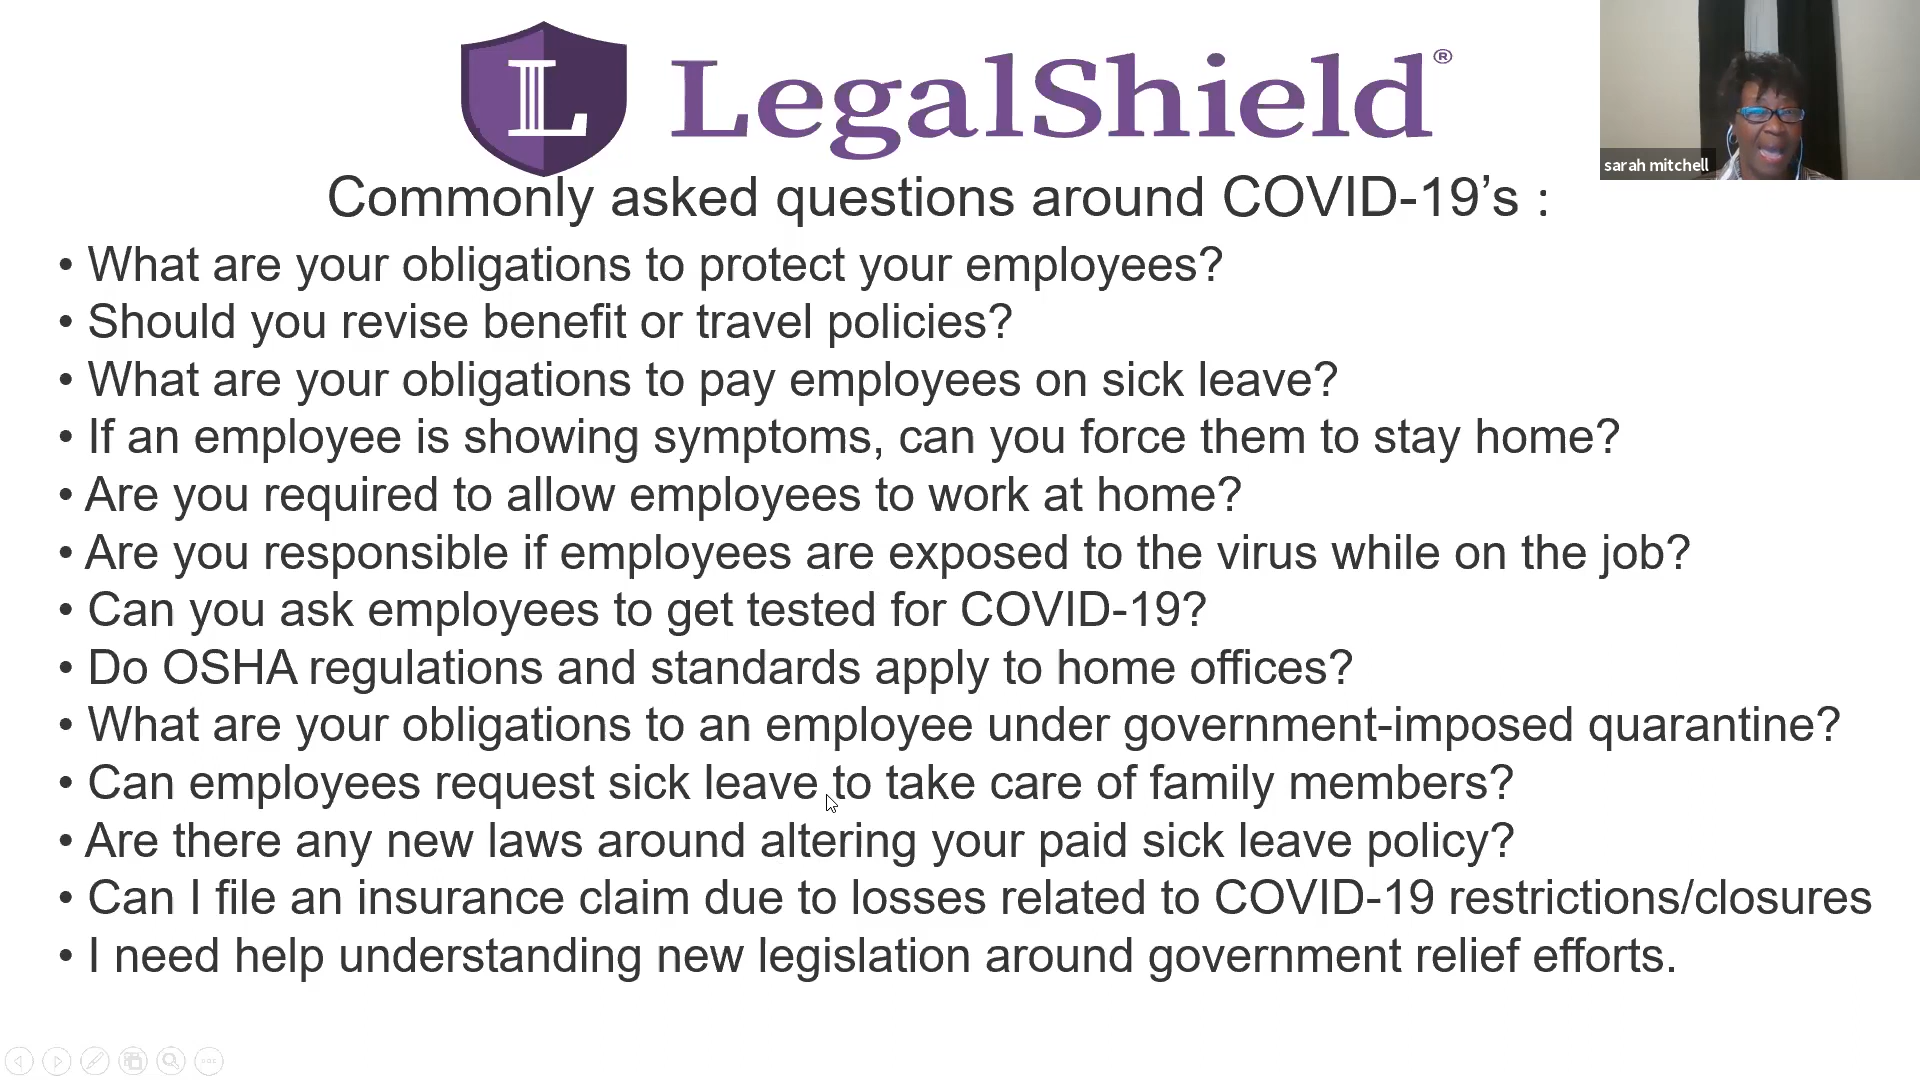 L LegalShield®
sarah mitchell
Commonly asked questions around COVID-19’s :
• What are your obligations to protect your employees?
• Should you revise benefit or travel policies?
• What are your obligations to pay employees on sick leave?
• If an employee is showing symptoms, can you force them to stay home?
• Are you required to allow employees to work at home?
• Are you responsible if employees are exposed to the virus while on the job?
• Can you ask employees to get tested for COVID-19?
• Do OSHA regulations and standards apply to home offices?
• What are your obligations to an employee under government-imposed quarantine?
• Can employees request sick leave to take care of family members?
• Are there any new laws around altering your paid sick leave policy?
• Can I file an insurance claim due to losses related to COVID-19 restrictions/closures
• I need help understanding new legislation around government relief efforts.